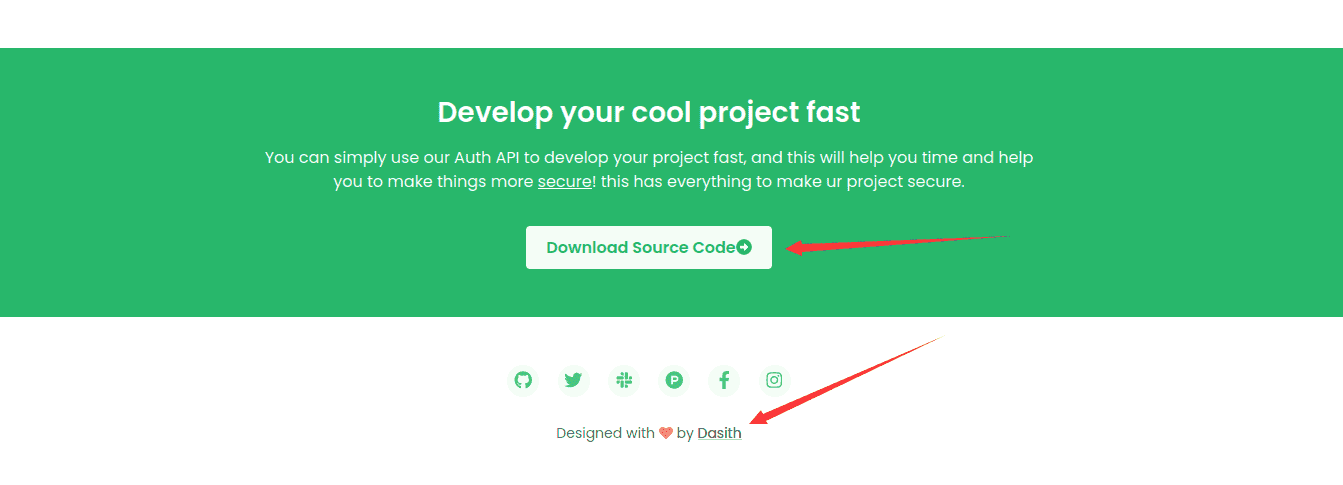 Develop your cool project fast
You can simply use our Auth API to develop your project fast, and this will help you time and help
you to make things more secure! this has everything to make ur project secure.
Download Source Code
Designed with by Dasith